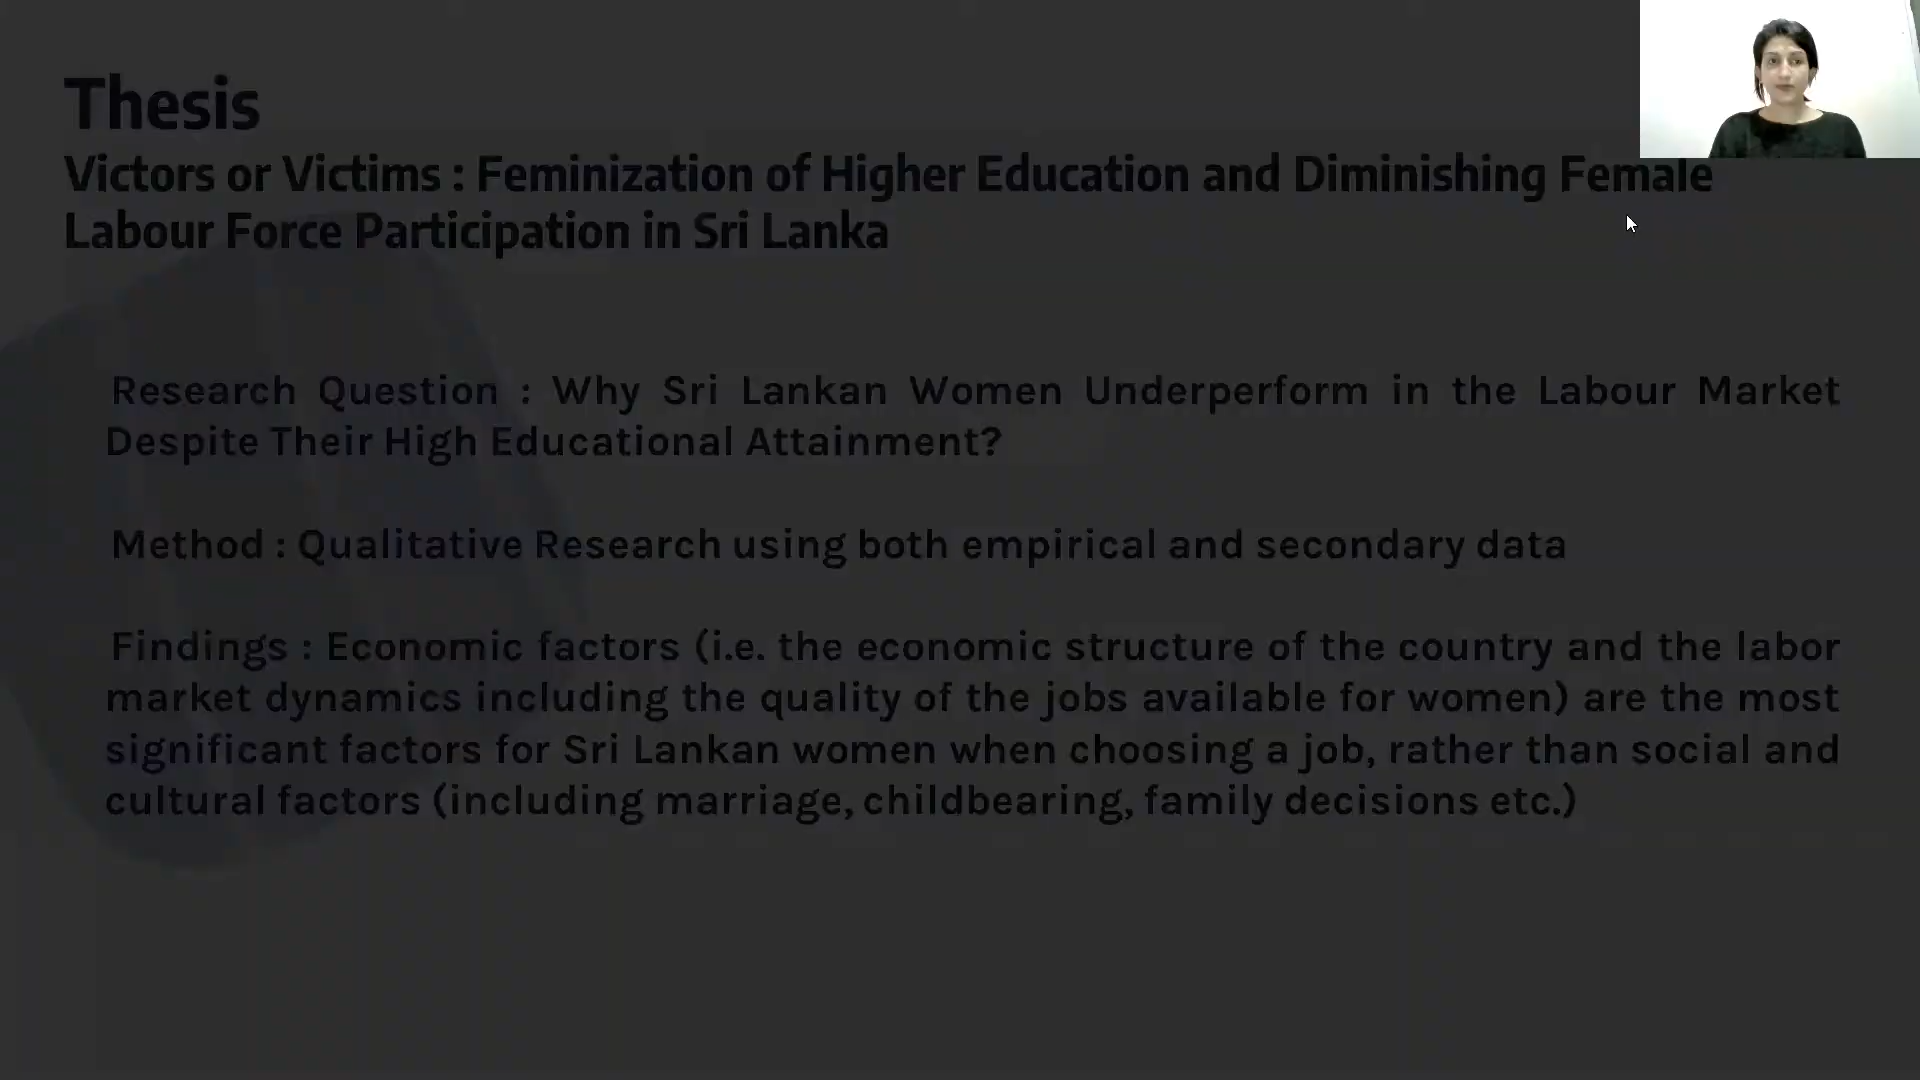 Thesis
Victors or Victims : Feminization of Higher Education and Diminishing Female
Labour Force Participation in Sri Lanka
Research Question : Why Sri Lankan Women Underperform in the Labour Market
Despite Their High Educational Attainment?
Method : Qualitative Research using both empirical and secondary data
Findings : Economic factors (i.e. the economic structure of the country and the labor
market dynamics including the quality of the jobs available for women) are the most
significant factors for Sri Lankan women when choosing a job, rather than social and
cultural factors (including marriage, childbearing, family decisions etc.)